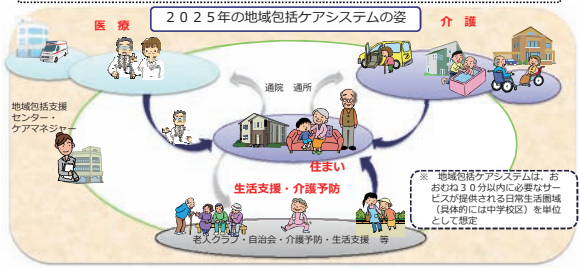 ２０２５年の地域包括ケアシステムの姿
医 療
介 護
通院 通所
地域包括支援
センター・
ケアマネジャー
住まい
生活支援・介護予防
※ 地域包括ケアシステムは、お
おむね３０分以内に必要なサー
ビスが提供される日常生活圏域
（具体的には中学校区）を単位
として想定
老人クラブ・自治会・介護予防・生活支援 等